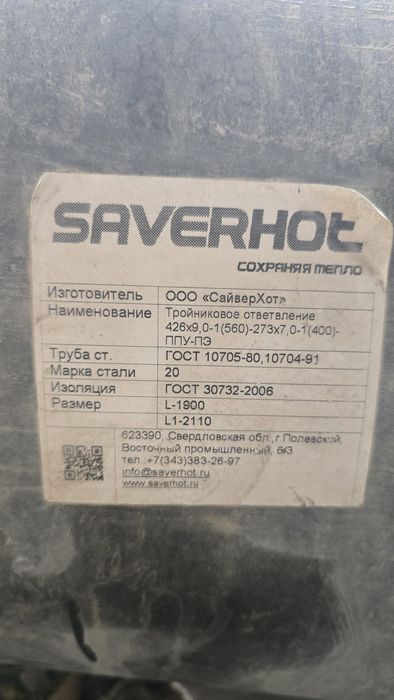 SAVERHOT
СОХРАНЯЯ ТЕПЛО
Изготовитель ООО «СайверХот»
Наименование Тройниковое ответвление
426х9,0-1(560)-273х7,0-1(400)-
ППУ-ПЭ
Труба ст. ГОСТ 10705-80,10704-91
Марка стали 20
Изоляция ГОСТ 30732-2006
Размер L-1900
L1-2110
623390, Свердловская обл.,г.Полевской,
Восточный промышленный, 6/3
тел.+7(343)383-26-97
info@saverhot.ru
www.saverhot.ru